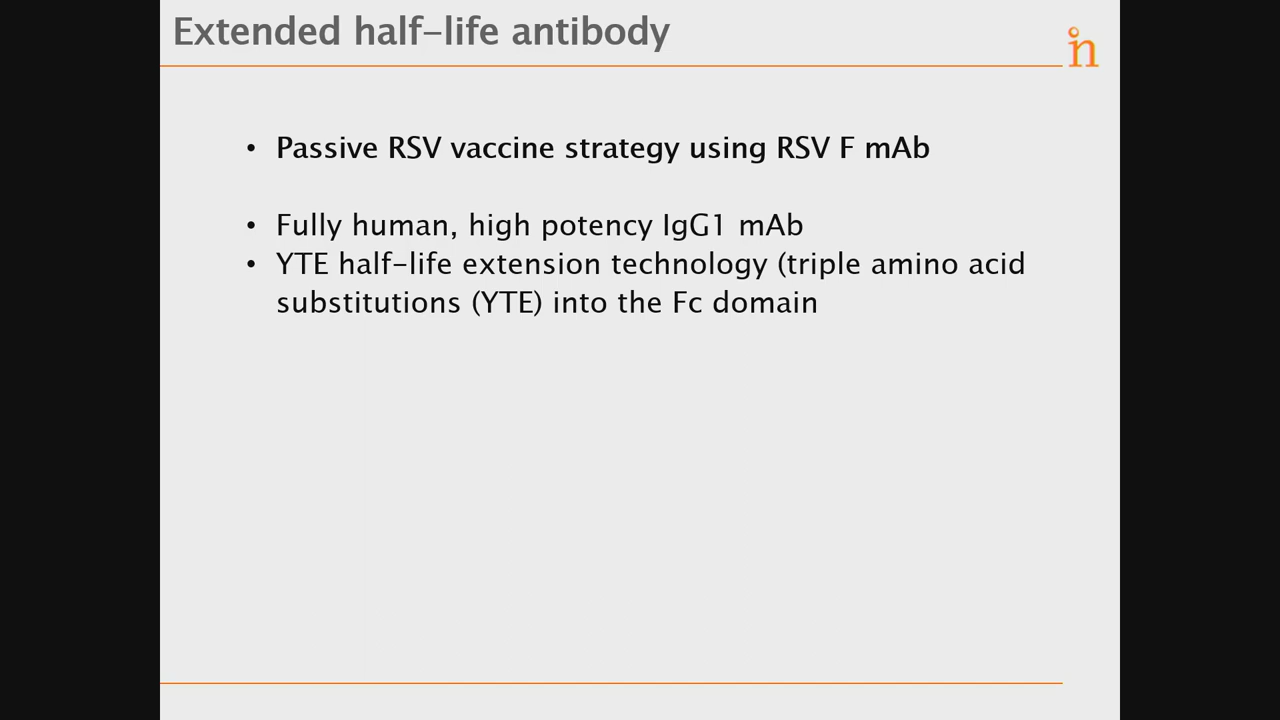 Extended half-life antibody
in
• Passive RSV vaccine strategy using RSV F mAb
• Fully human, high potency IgG1 mAb
• YTE half-life extension technology (triple amino acid
substitutions (YTE) into the Fc domain